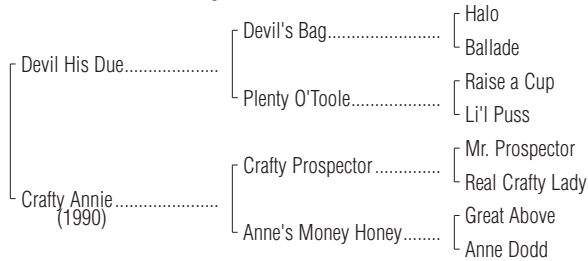 Halo
Devil's Bag....................
Ballade
Devil His Due...................
Raise a Cup
Plenty O'Toole..................
Li'l Puss
Mr. Prospector
Crafty Prospector .............
Real Crafty Lady
Crafty Annie.....................
(1990)
Great Above
Anne's Money Honey.......
Anne Dodd